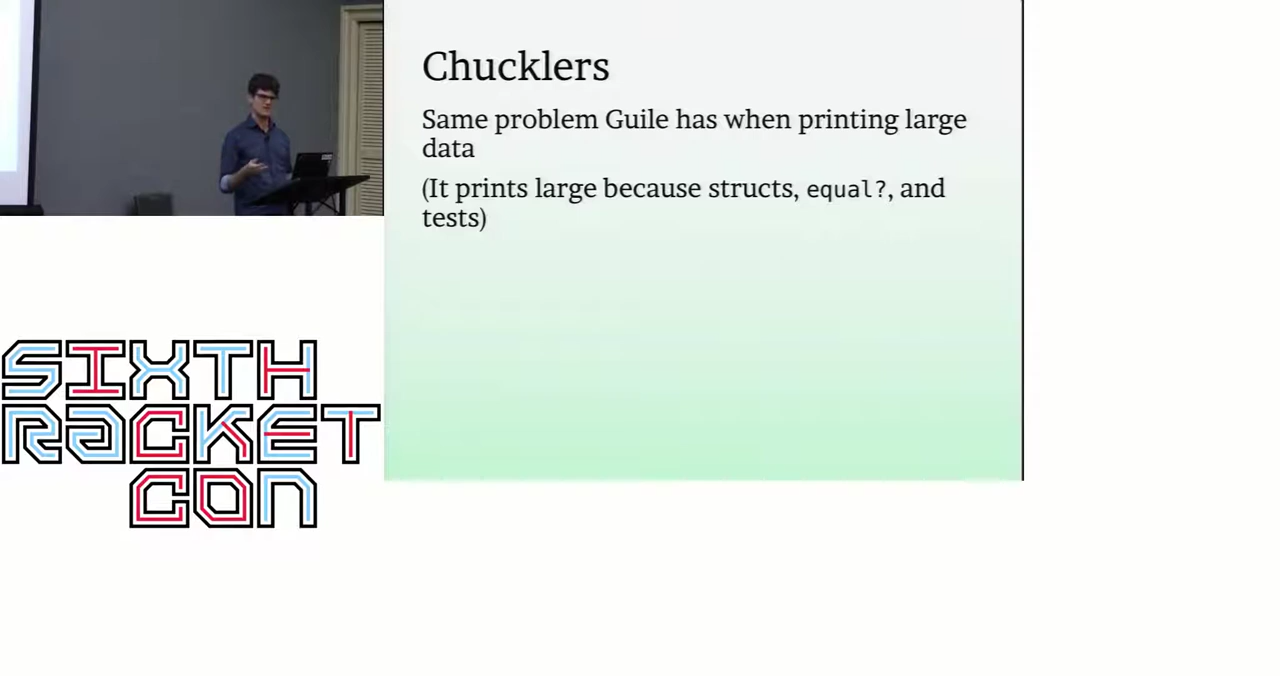 Chucklers
Same problem Guile has when printing large
data
(It prints large because structs, equal?, and
tests)
SIXTH
RACKET
CON